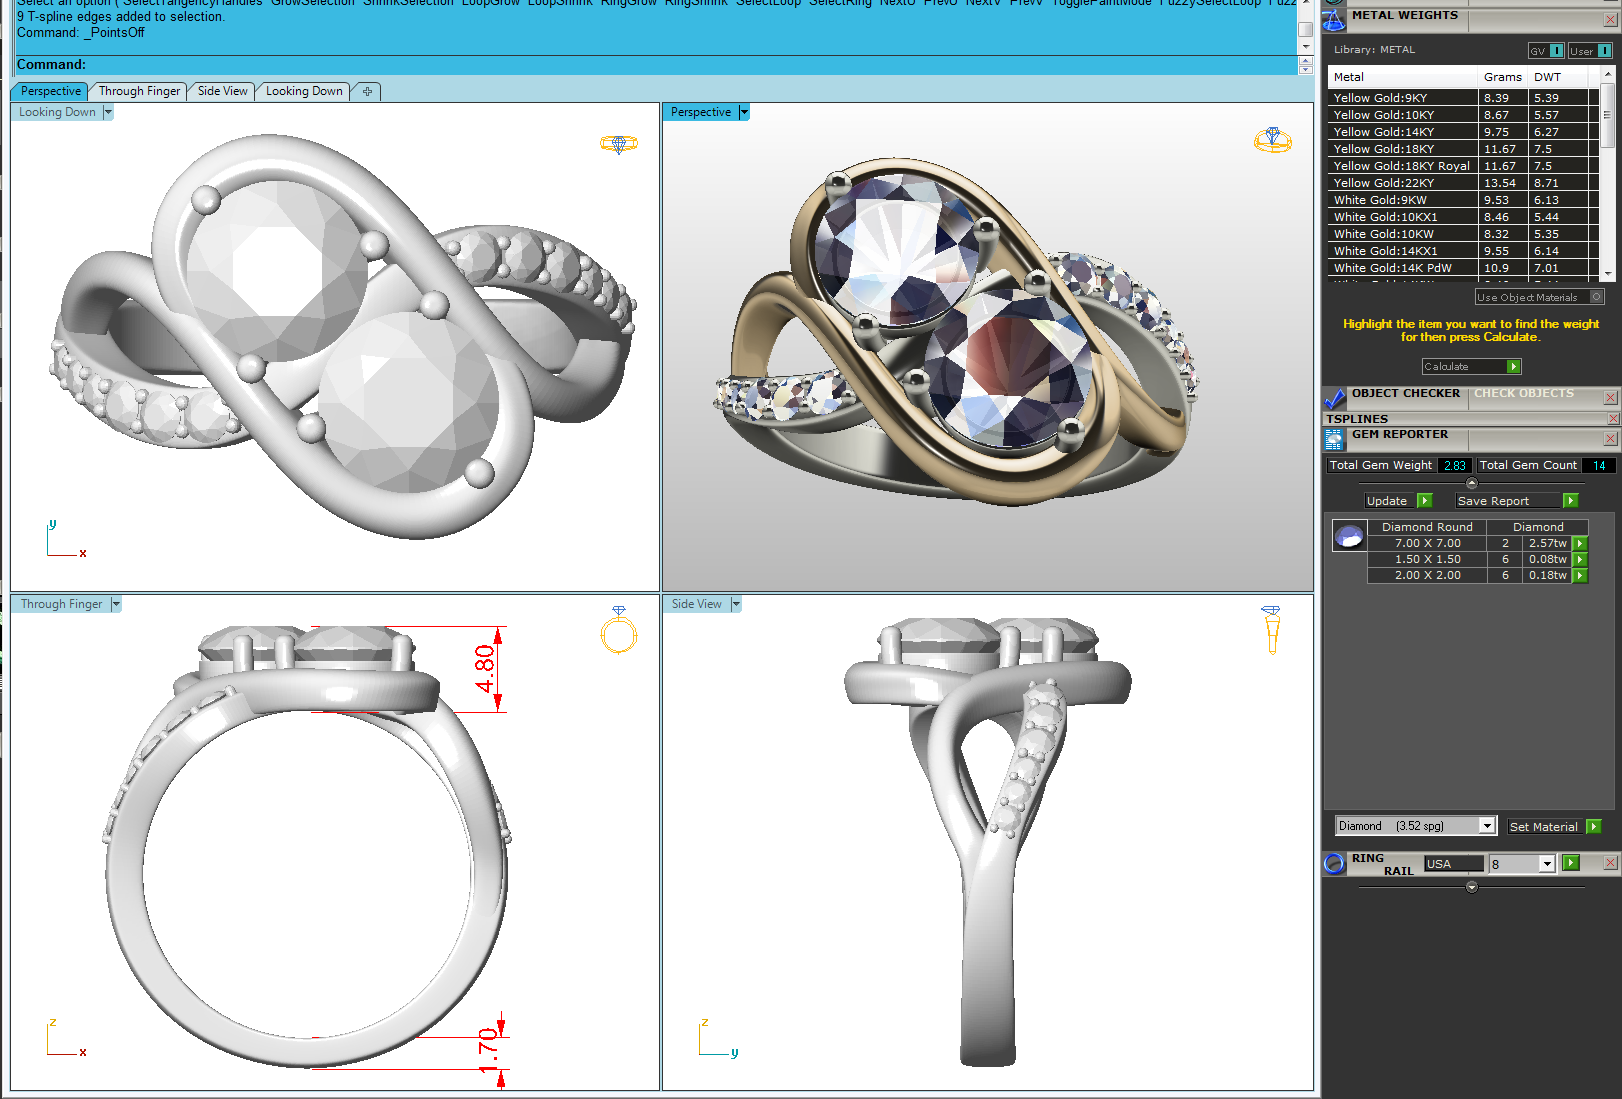 Select an option ( SelectTangencyHandles GrowSelection ShrinkSelection LoopGrow LoopShrink RingGrow RingShrink SelectLoop SelectRing NextU PrevU NextV PrevV TogglePaintMode FuzzySelectLoop Fuzz
9 T-spline edges added to selection.
Command: _PointsOff
Command:
Perspective Through Finger Side View Looking Down
Looking Down
Perspective
y
x
Through Finger
4.80
1.70
z
x
Side View
z
y
METAL WEIGHTS
Library: METAL GV User
Metal Grams DWT
Yellow Gold:9KY 8.39 5.39
Yellow Gold:10KY 8.67 5.57
Yellow Gold:14KY 9.75 6.27
Yellow Gold:18KY 11.67 7.5
Yellow Gold:18KY Royal 11.67 7.5
Yellow Gold:22KY 13.54 8.71
White Gold:9KW 9.53 6.13
White Gold:10KX1 8.46 5.44
White Gold:10KW 8.32 5.35
White Gold:14KX1 9.55 6.14
White Gold:14K PdW 10.9 7.01
Use Object Materials
Highlight the item you want to find the weight
for then press Calculate.
Calculate
OBJECT CHECKER CHECK OBJECTS
TSPLINES
GEM REPORTER
Total Gem Weight 2.83 Total Gem Count 14
Update Save Report
Diamond Round Diamond
7.00 X 7.00 2 2.57tw
1.50 X 1.50 6 0.08tw
2.00 X 2.00 6 0.18tw
Diamond (3.52 spg) Set Material
RING RAIL USA 8